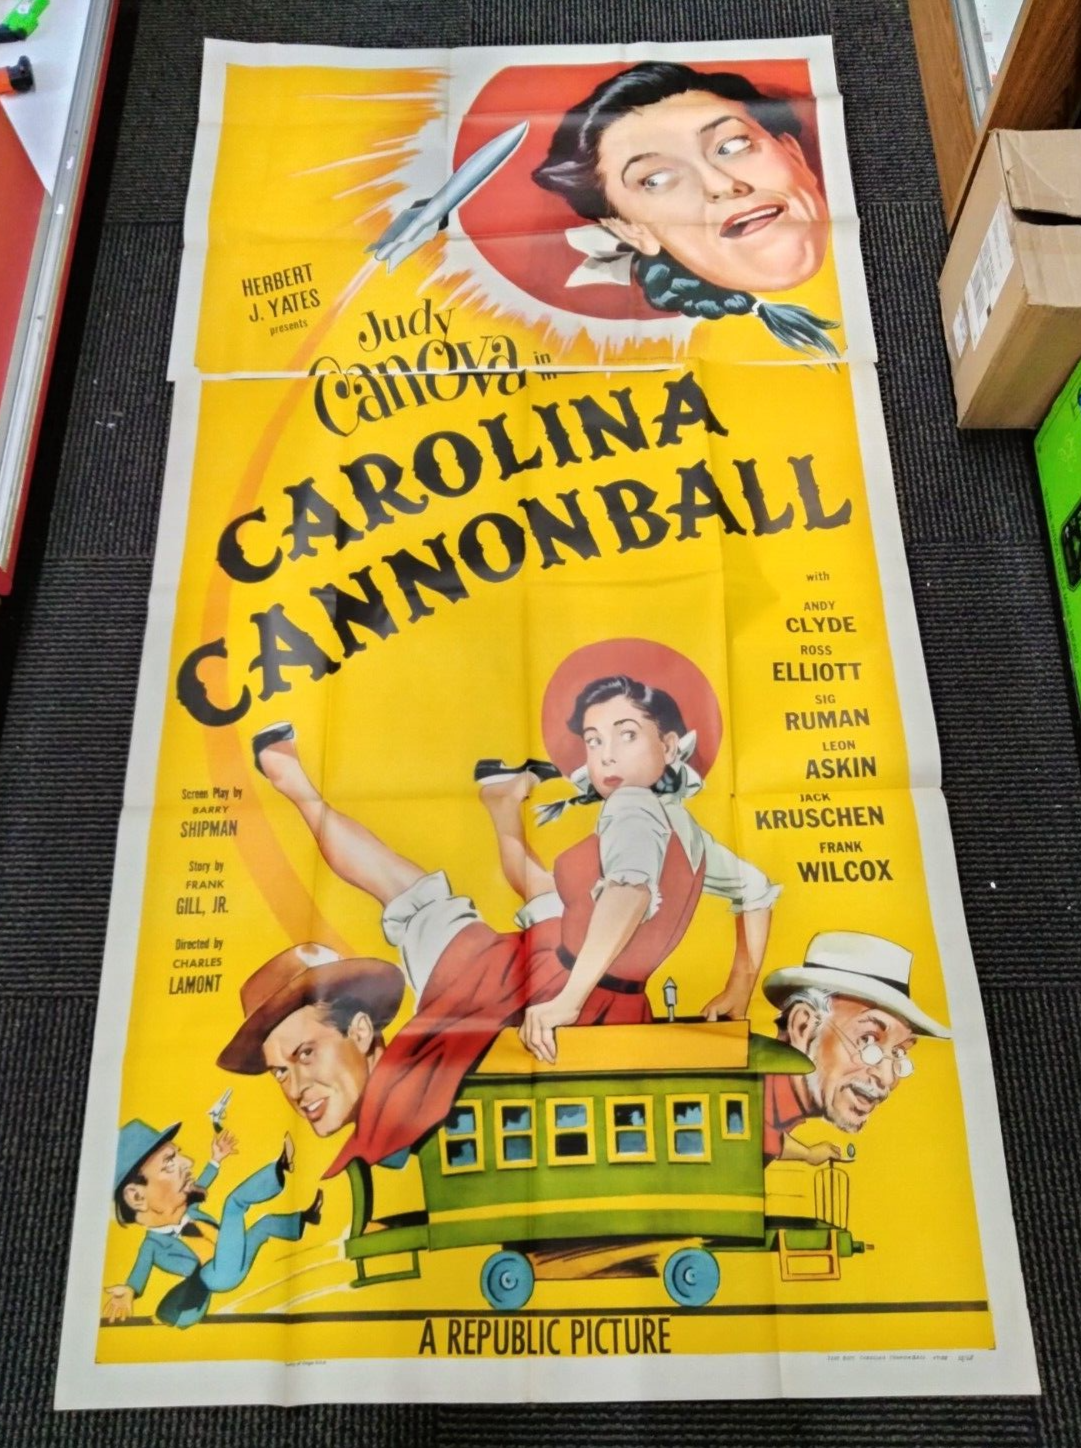 HERBERT
J. YATES
presents
Judy
Canova in
CAROLINA
CANNONBALL
with
ANDY
CLYDE
ROSS
ELLIOTT
SIG
RUMAN
LEON
ASKIN
JACK
KRUSCHEN
FRANK
WILCOX
Screen Play by
BARRY
SHIPMAN
Story by
FRANK
GILL, JR.
Directed by
CHARLES
LAMONT
A REPUBLIC PICTURE